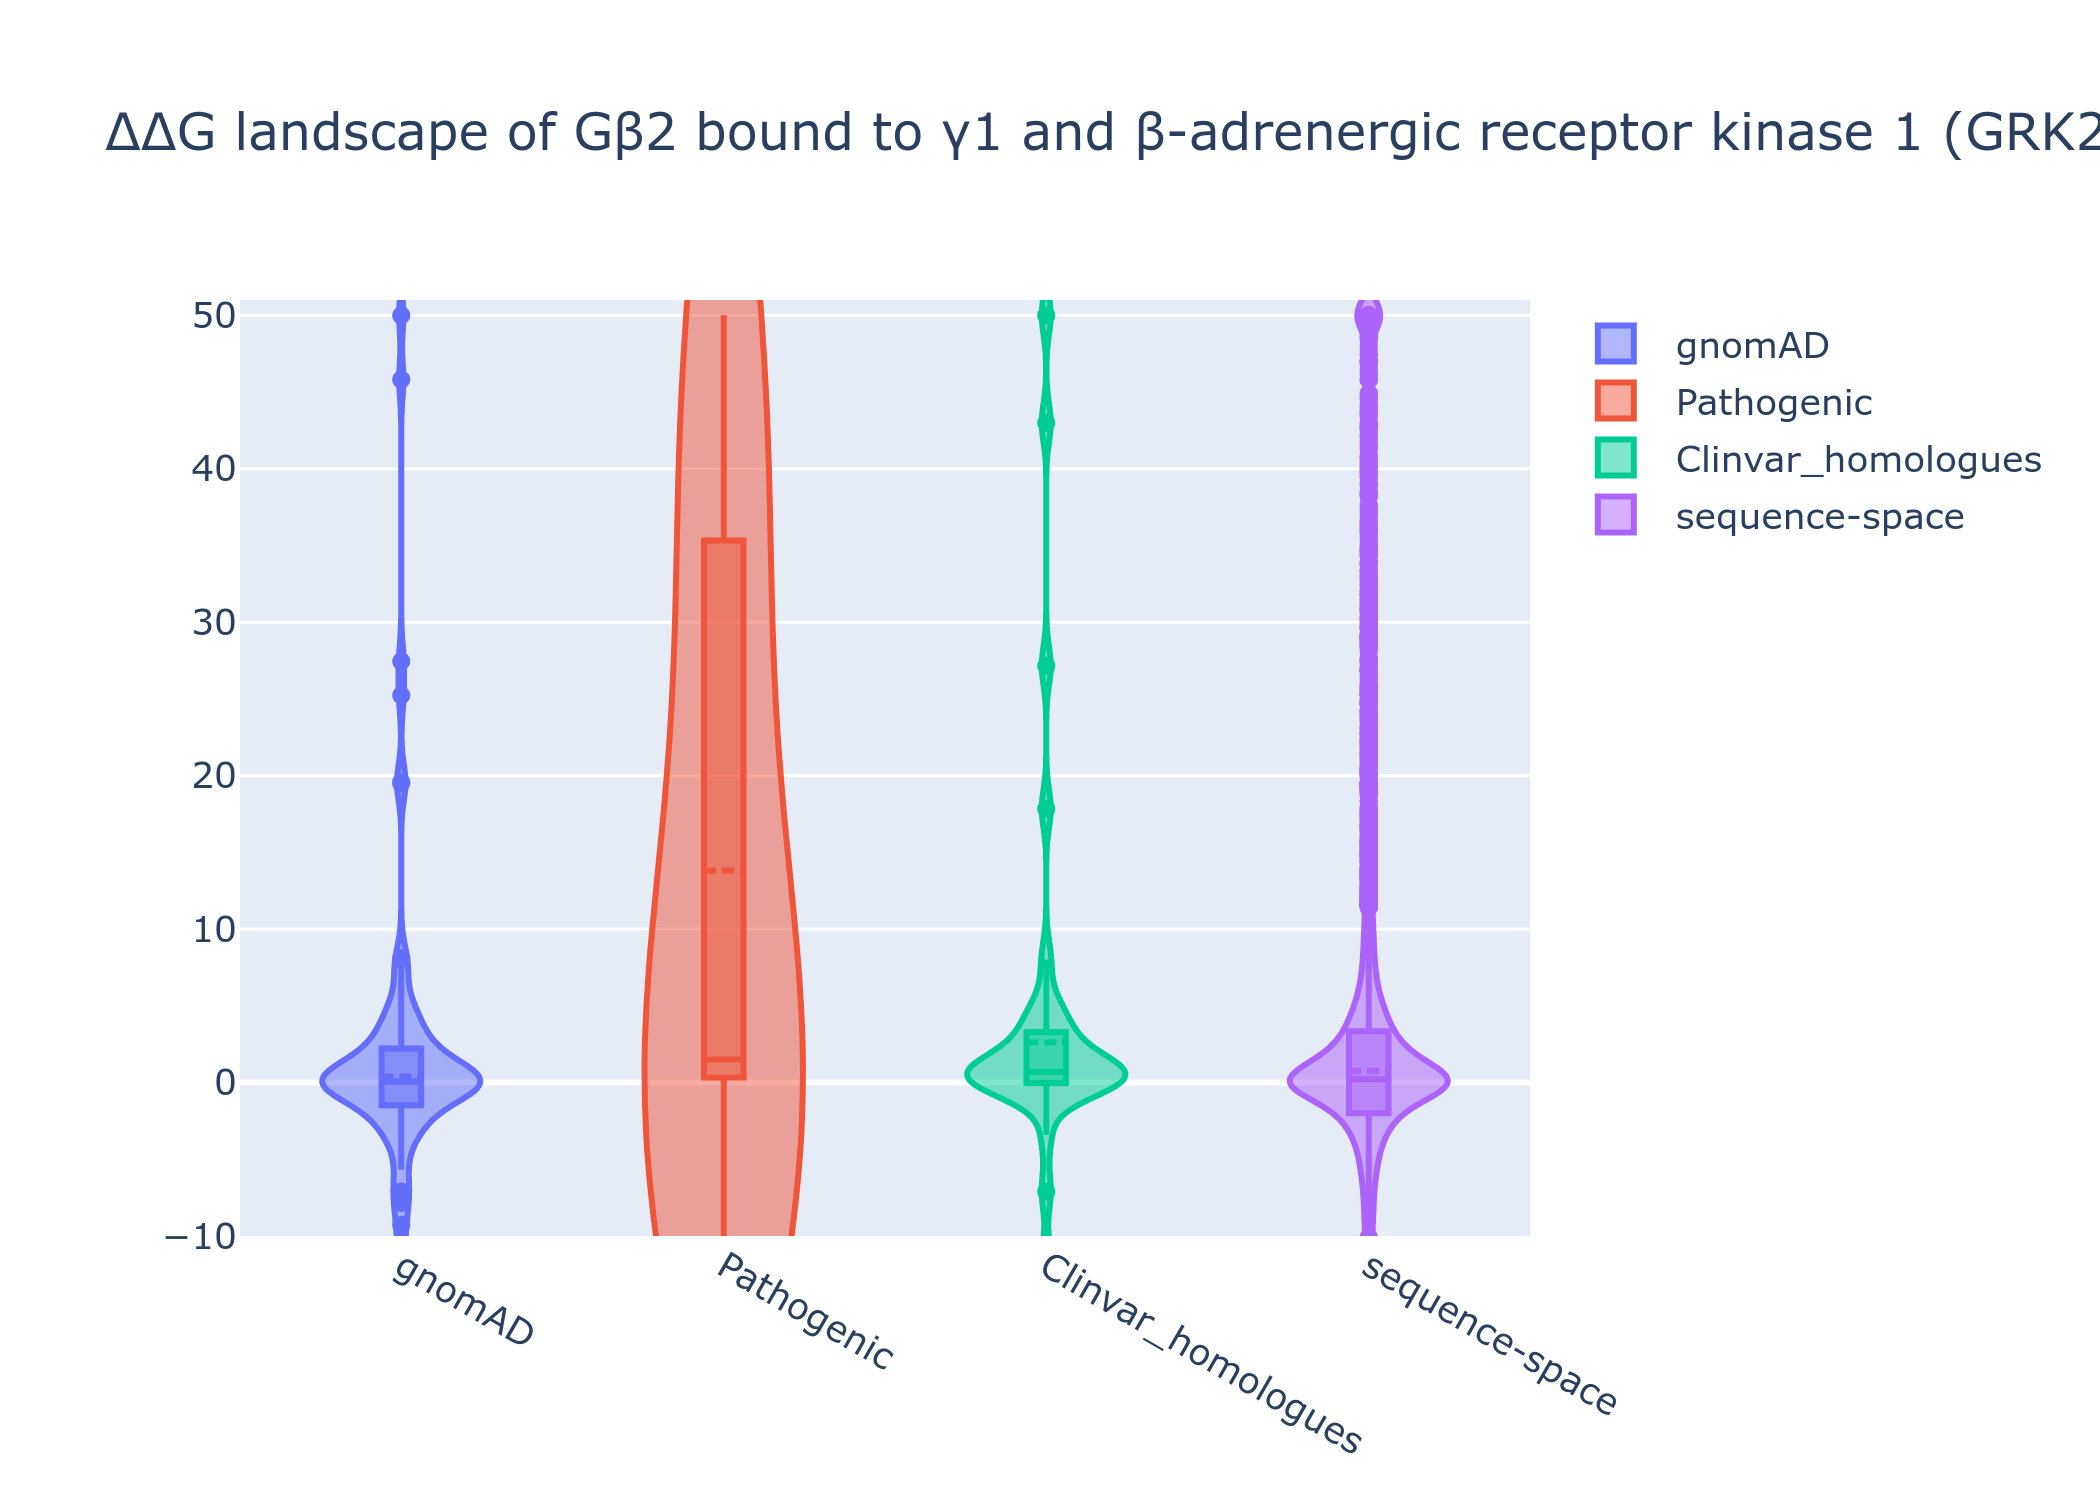 ΔΔG landscape of Gβ2 bound to γ1 and β-adrenergic receptor kinase 1 (GRK2
50
40
30
20
10
0
−10
gnomAD
Pathogenic
Clinvar_homologues
sequence-space
gnomAD
Pathogenic
Clinvar_homologues
sequence-space